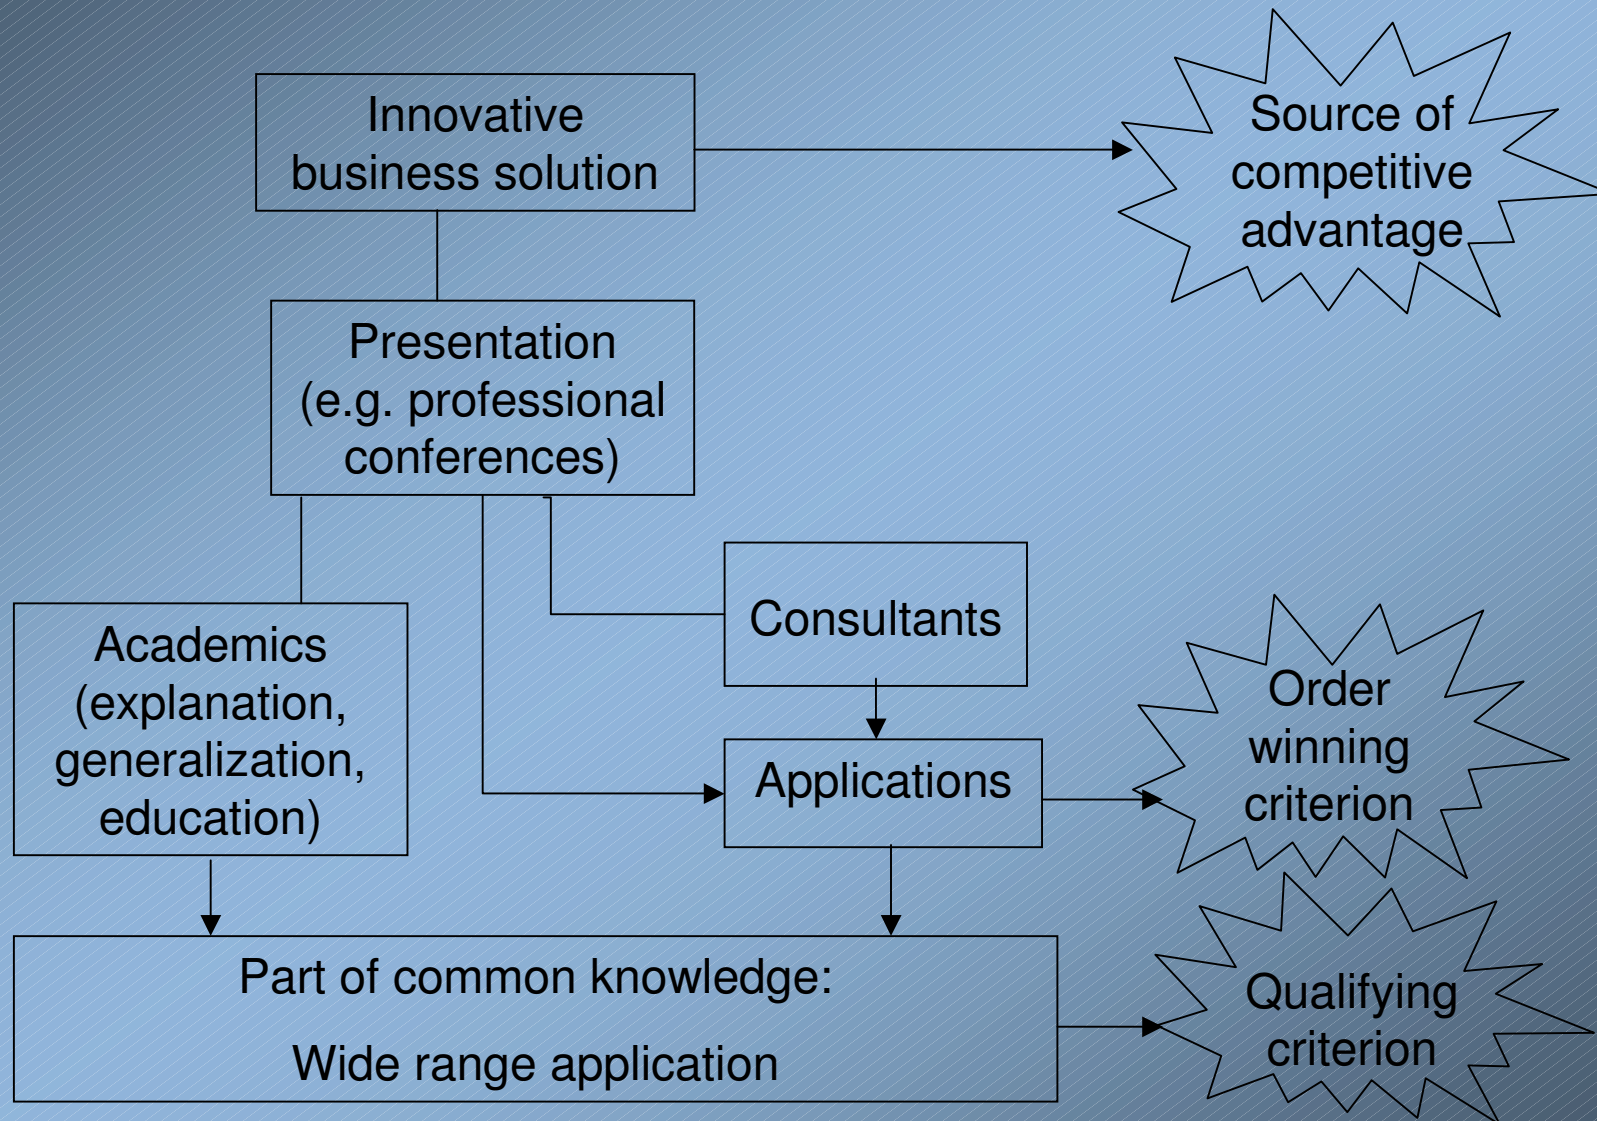 Innovative
business solution
Source of
competitive
advantage
Presentation
(e.g. professional
conferences)
Consultants
Academics
(explanation,
generalization,
education)
Applications
Order
winning
criterion
Part of common knowledge:
Wide range application
Qualifying
criterion